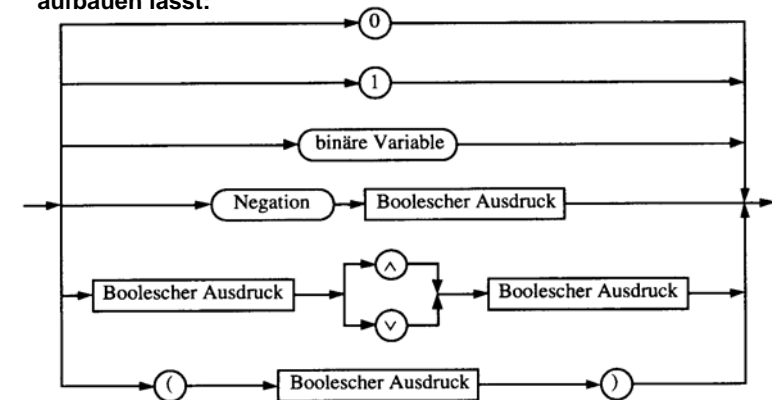 aufbauen lässt:
0
1
binäre Variable
Negation Boolescher Ausdruck
∧
Boolescher Ausdruck Boolescher Ausdruck
∨
( Boolescher Ausdruck )